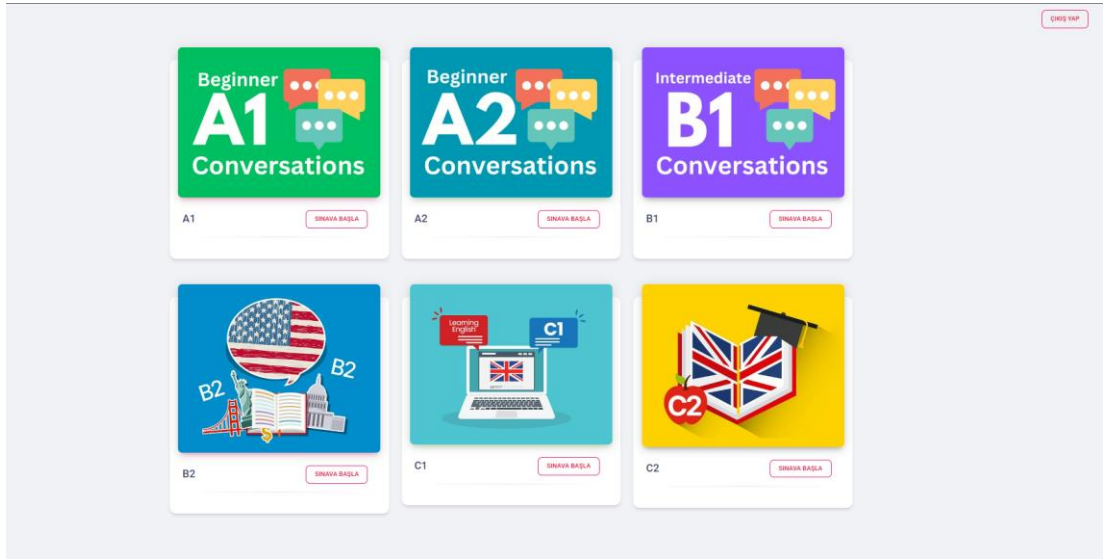 ÇIKIŞ YAP
Beginner
A1
Conversations
Beginner
A2
Conversations
Intermediate
B1
Conversations
A1
SINAVA BAŞLA
A2
SINAVA BAŞLA
B1
SINAVA BAŞLA
B2
B2
Learning
English
C1
C2
B2
SINAVA BAŞLA
C1
SINAVA BAŞLA
C2
SINAVA BAŞLA